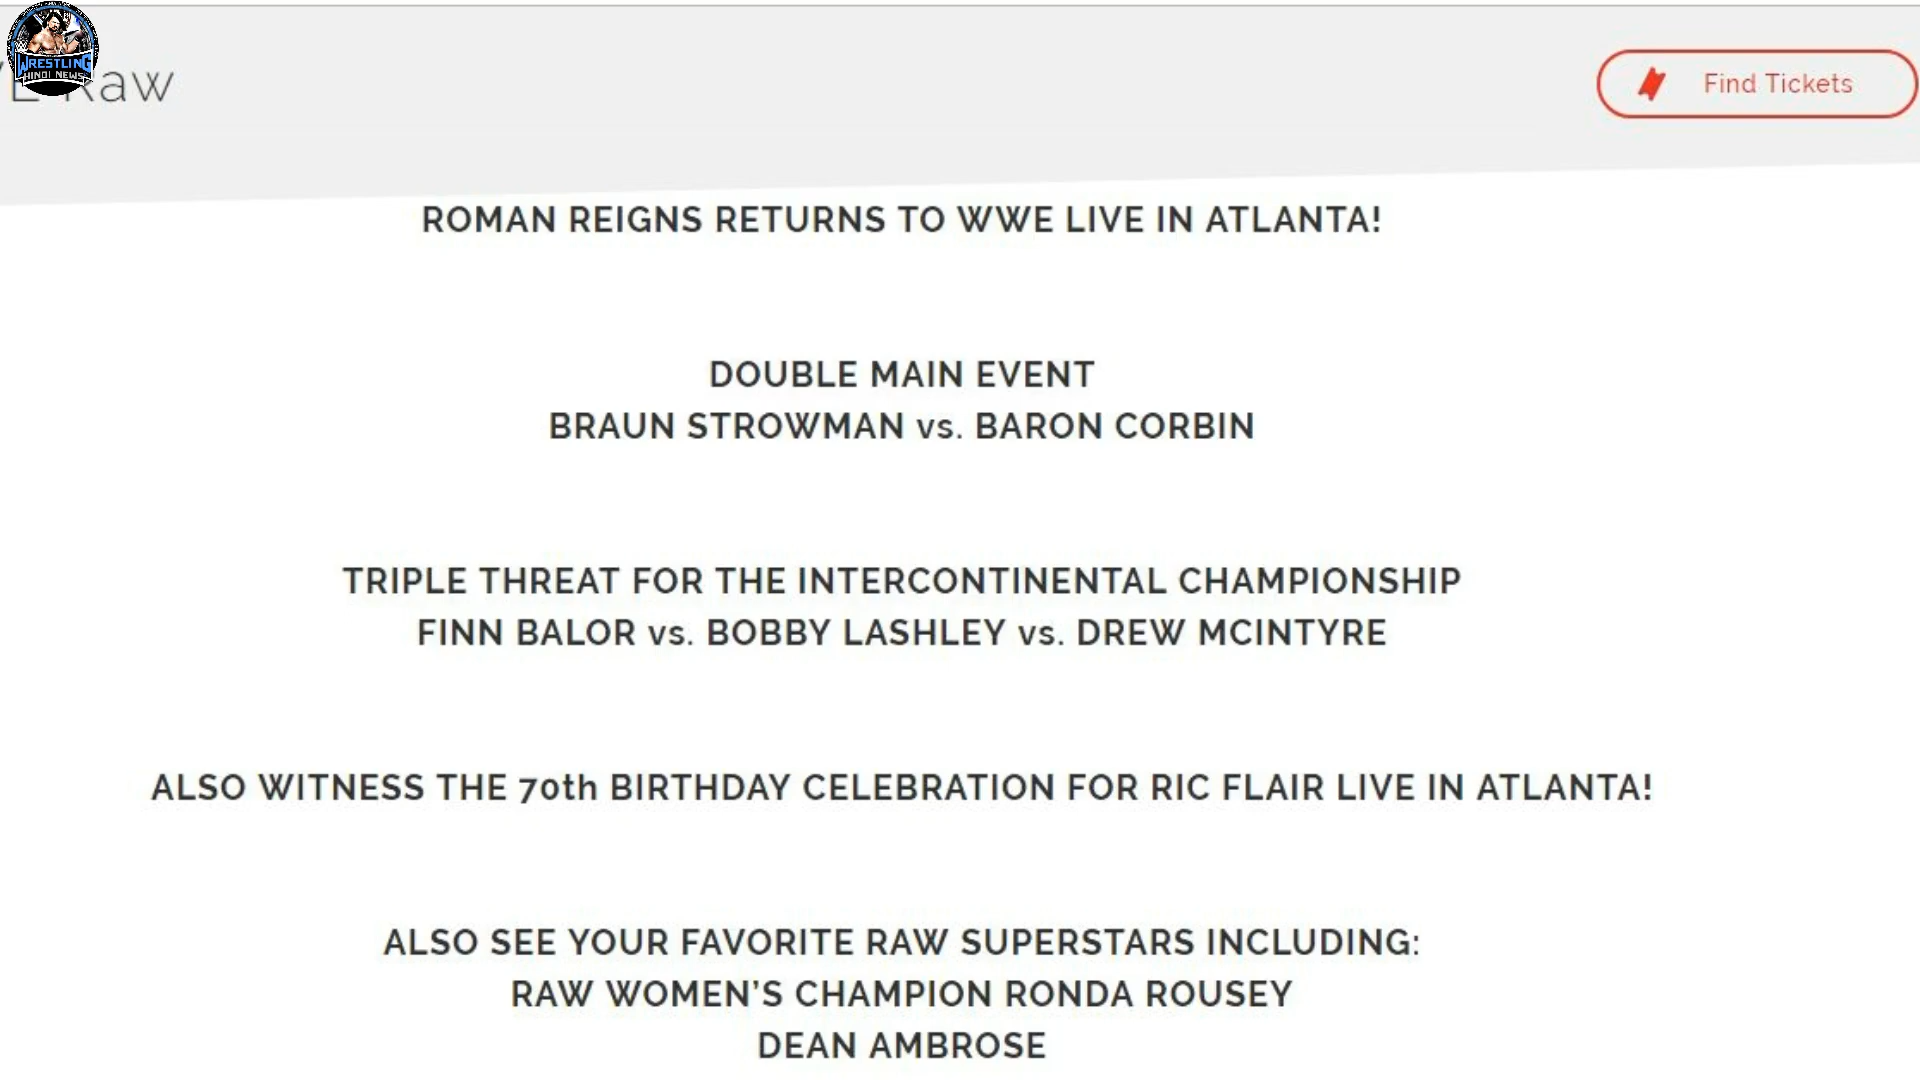 WRESTLING
HINDI NEWS
Raw
Find Tickets
ROMAN REIGNS RETURNS TO WWE LIVE IN ATLANTA!
DOUBLE MAIN EVENT
BRAUN STROWMAN vs. BARON CORBIN
TRIPLE THREAT FOR THE INTERCONTINENTAL CHAMPIONSHIP
FINN BALOR vs. BOBBY LASHLEY vs. DREW MCINTYRE
ALSO WITNESS THE 70th BIRTHDAY CELEBRATION FOR RIC FLAIR LIVE IN ATLANTA!
ALSO SEE YOUR FAVORITE RAW SUPERSTARS INCLUDING:
RAW WOMEN'S CHAMPION RONDA ROUSEY
DEAN AMBROSE